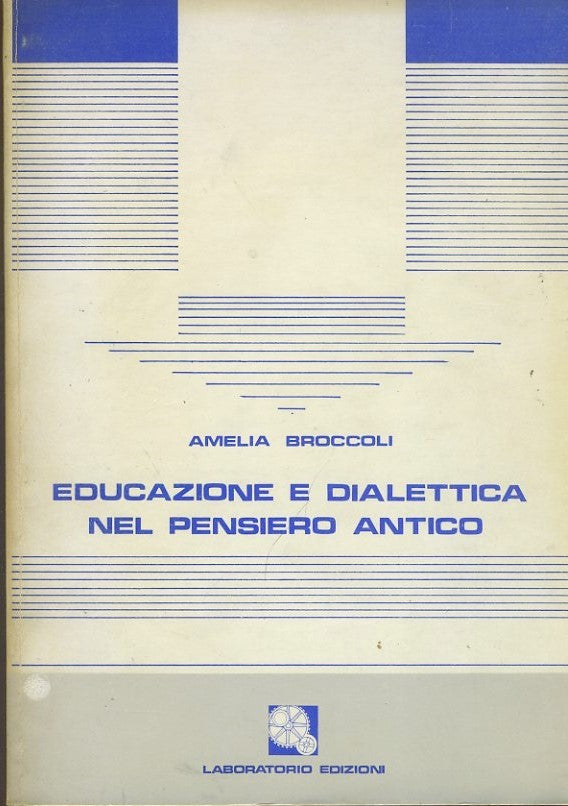 AMELIA BROCCOLI
EDUCAZIONE E DIALETTICA
NEL PENSIERO ANTICO
LABORATORIO EDIZIONI